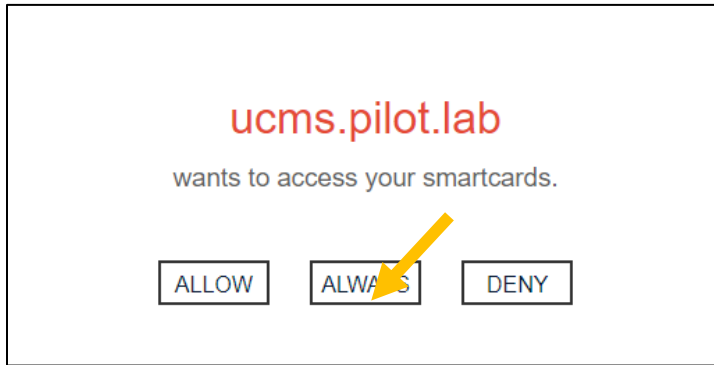 ucms.pilot.lab
wants to access your smartcards.
ALLOW ALWAYS DENY